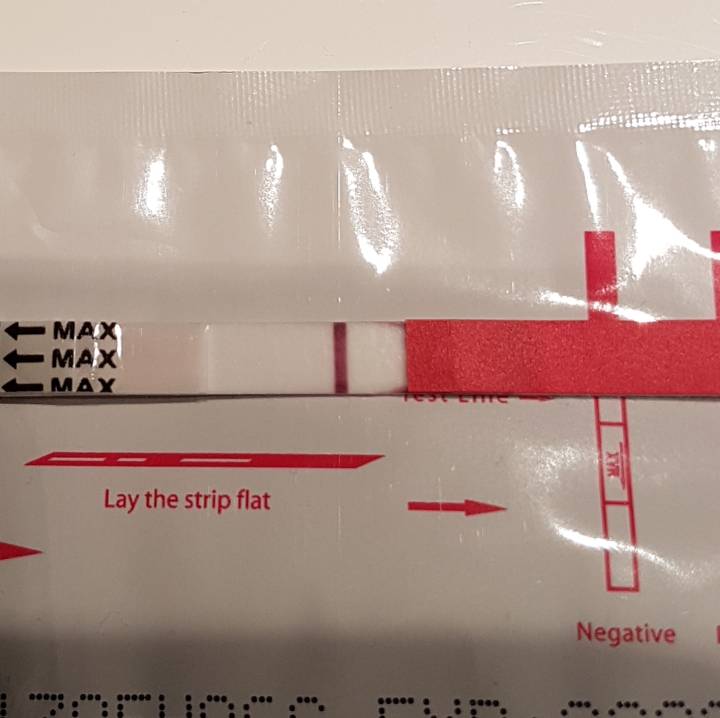 MAX
MAX
MAX
Test Line
Lay the strip flat
MAX
Negative